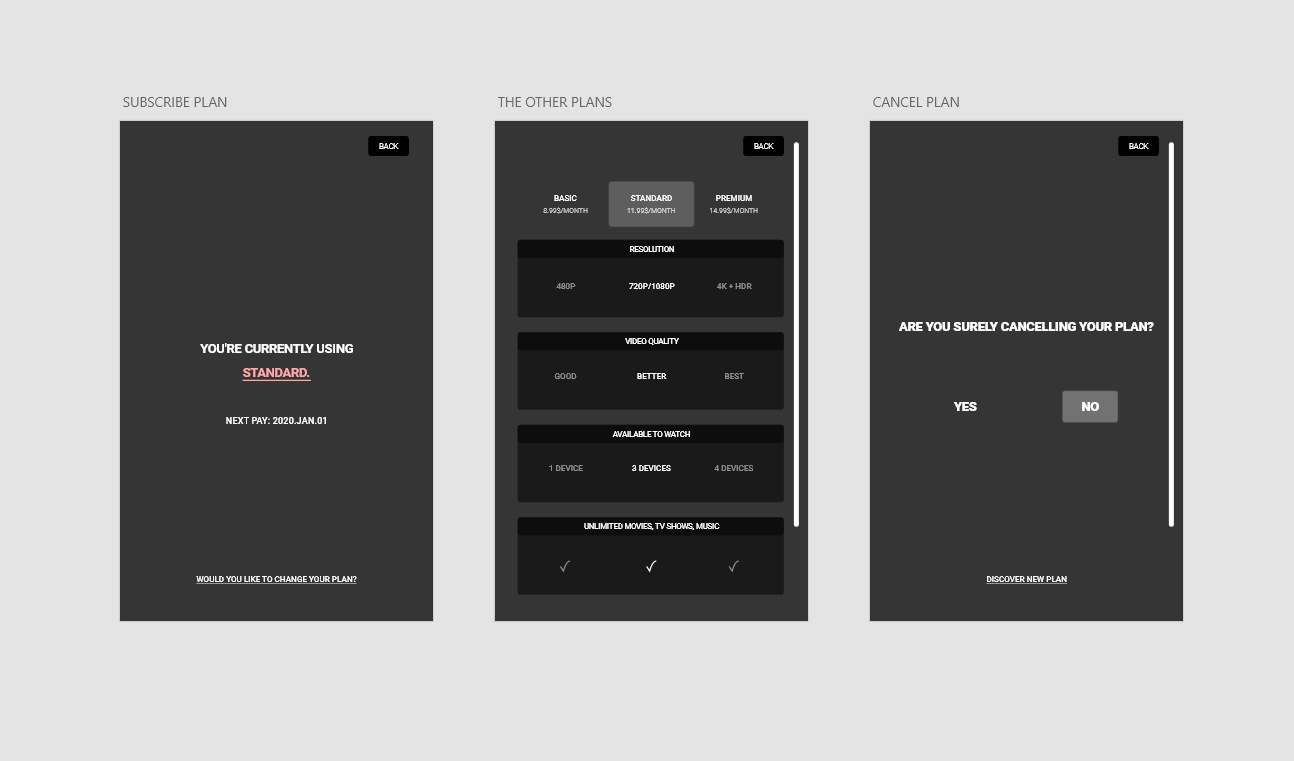 SUBSCRIBE PLAN
BACK
YOU'RE CURRENTLY USING
STANDARD.
NEXT PAY: 2020.JAN.01
WOULD YOU LIKE TO CHANGE YOUR PLAN?
THE OTHER PLANS
BACK
BASIC STANDARD PREMIUM
8.99$/MONTH 11.99$/MONTH 14.99$/MONTH
RESOLUTION
480P 720P/1080P 4K + HDR
VIDEO QUALITY
GOOD BETTER BEST
AVAILABLE TO WATCH
1 DEVICE 3 DEVICES 4 DEVICES
UNLIMITED MOVIES, TV SHOWS, MUSIC
✓ ✓ ✓
CANCEL PLAN
BACK
ARE YOU SURELY CANCELLING YOUR PLAN?
YES NO
DISCOVER NEW PLAN